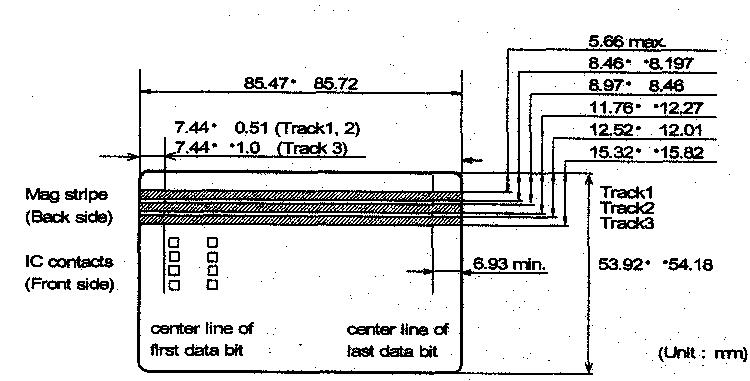 5.66 max.
8.46• •8.197
85.47• 85.72
8.97• 8.46
11.76• •12.27
7.44• 0.51 (Track1, 2)
12.52• 12.01
7.44• •1.0 (Track 3)
15.32• •15.82
Mag stripe
(Back side)
Track1
Track2
Track3
IC contacts
(Front side)
6.93 min.
53.92• •54.18
center line of
first data bit
center line of
last data bit
(Unit : mm)